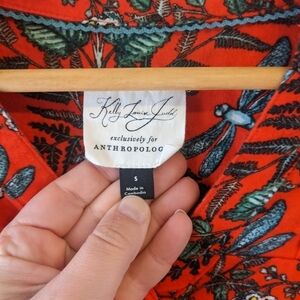 Kelly Louise Judd
exclusively for
ANTHROPOLOG
S
Made in
Cambodia